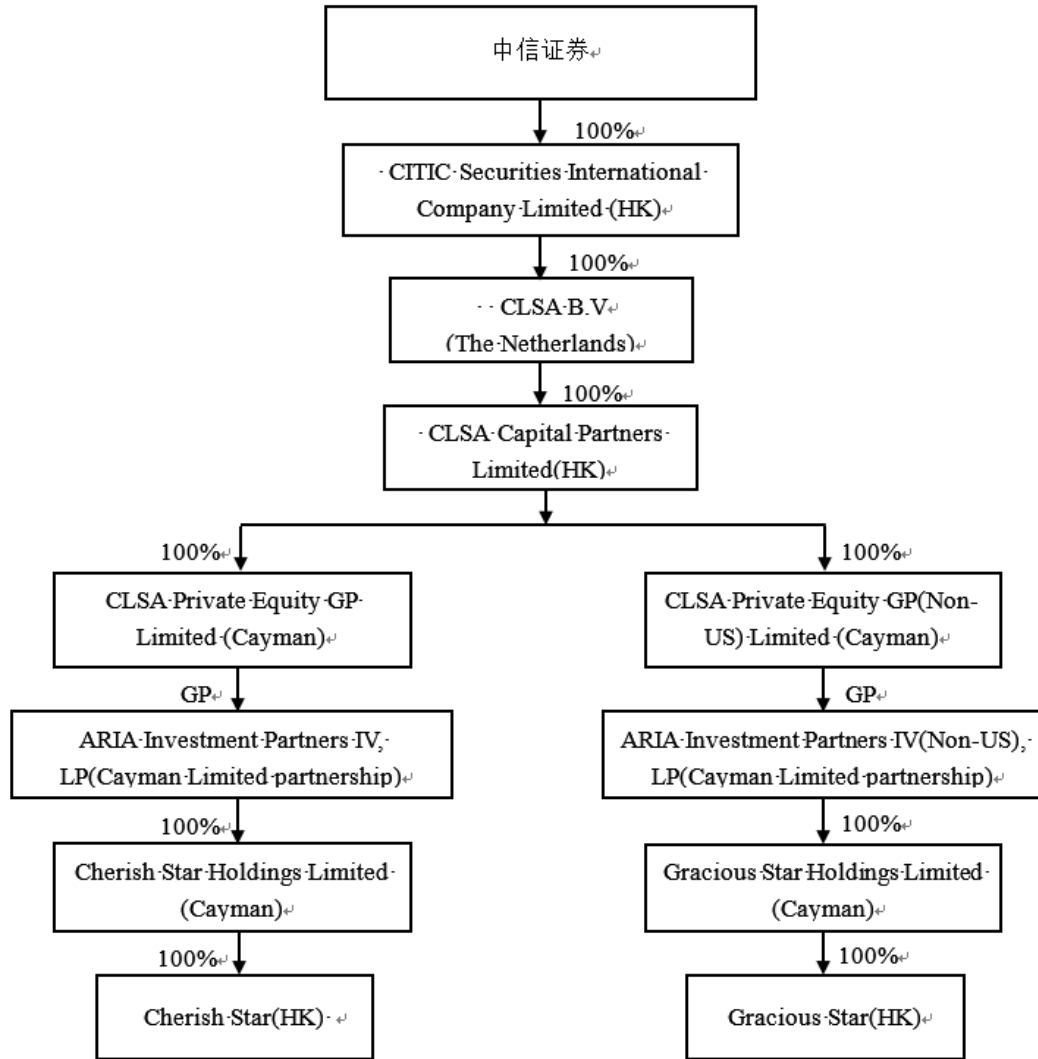 中信证券
100%
CITIC Securities International
Company Limited (HK)
100%
CLSA B.V
(The Netherlands)
100%
CLSA Capital Partners
Limited(HK)
100%
100%
CLSA Private Equity GP
Limited (Cayman)
CLSA Private Equity GP(Non-
US) Limited (Cayman)
GP
GP
ARIA Investment Partners IV,
LP(Cayman Limited partnership)
ARIA Investment Partners IV(Non-US),
LP(Cayman Limited partnership)
100%
100%
Cherish Star Holdings Limited
(Cayman)
Gracious Star Holdings Limited
(Cayman)
100%
100%
Cherish Star(HK)
Gracious Star(HK)